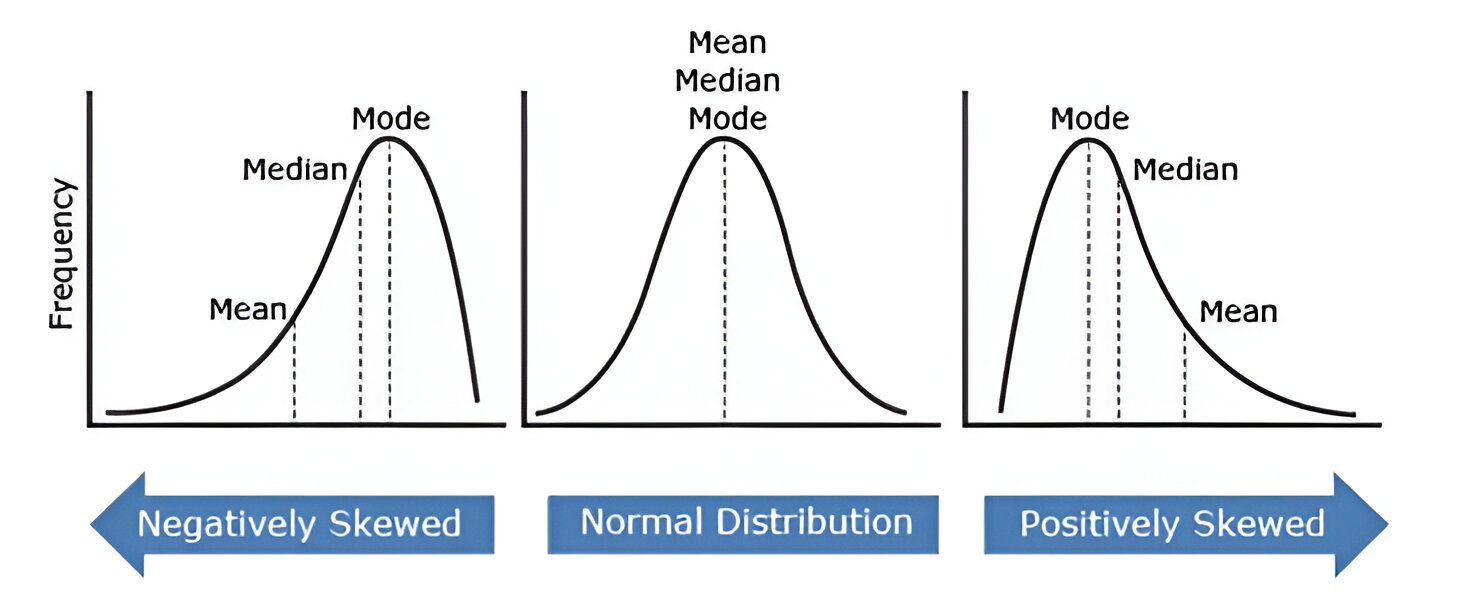 Frequency
Mode
Median
Mean
Negatively Skewed
Mean
Median
Mode
Normal Distribution
Mode
Median
Mean
Positively Skewed